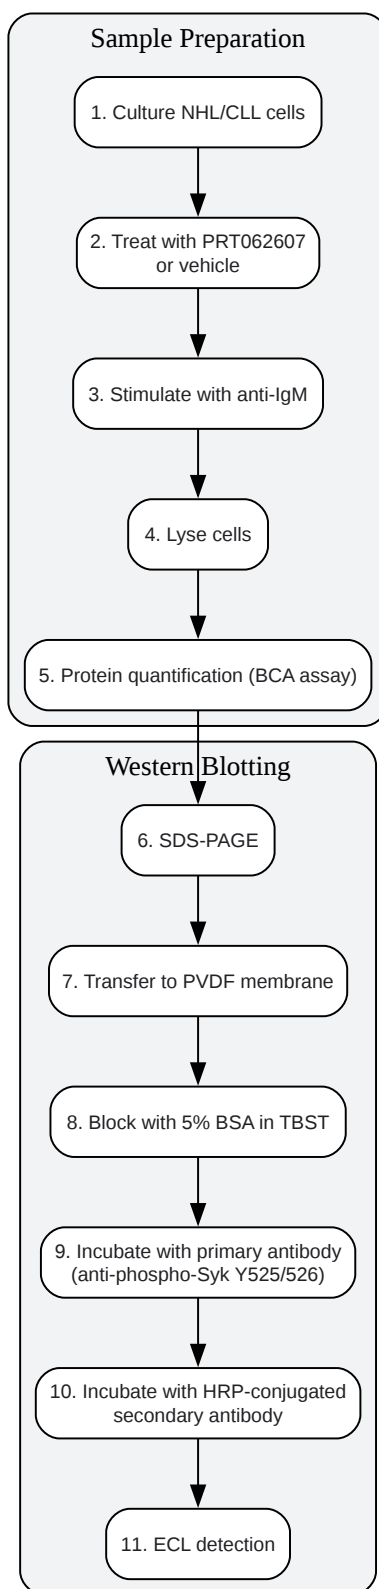 Sample Preparation
1. Culture NHL/CLL cells
2. Treat with PRT062607
or vehicle
3. Stimulate with anti-IgM
4. Lyse cells
5. Protein quantification (BCA assay)
Western Blotting
6. SDS-PAGE
7. Transfer to PVDF membrane
8. Block with 5% BSA in TBST
9. Incubate with primary antibody
(anti-phospho-Syk Y525/526)
10. Incubate with HRP-conjugated
secondary antibody
11. ECL detection